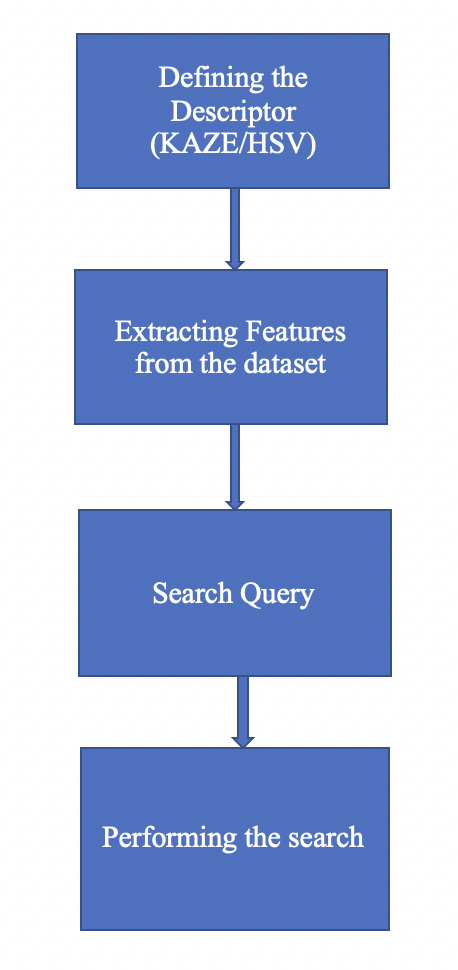 Defining the
Descriptor
(KAZE/HSV)
Extracting Features
from the dataset
Search Query
Performing the search